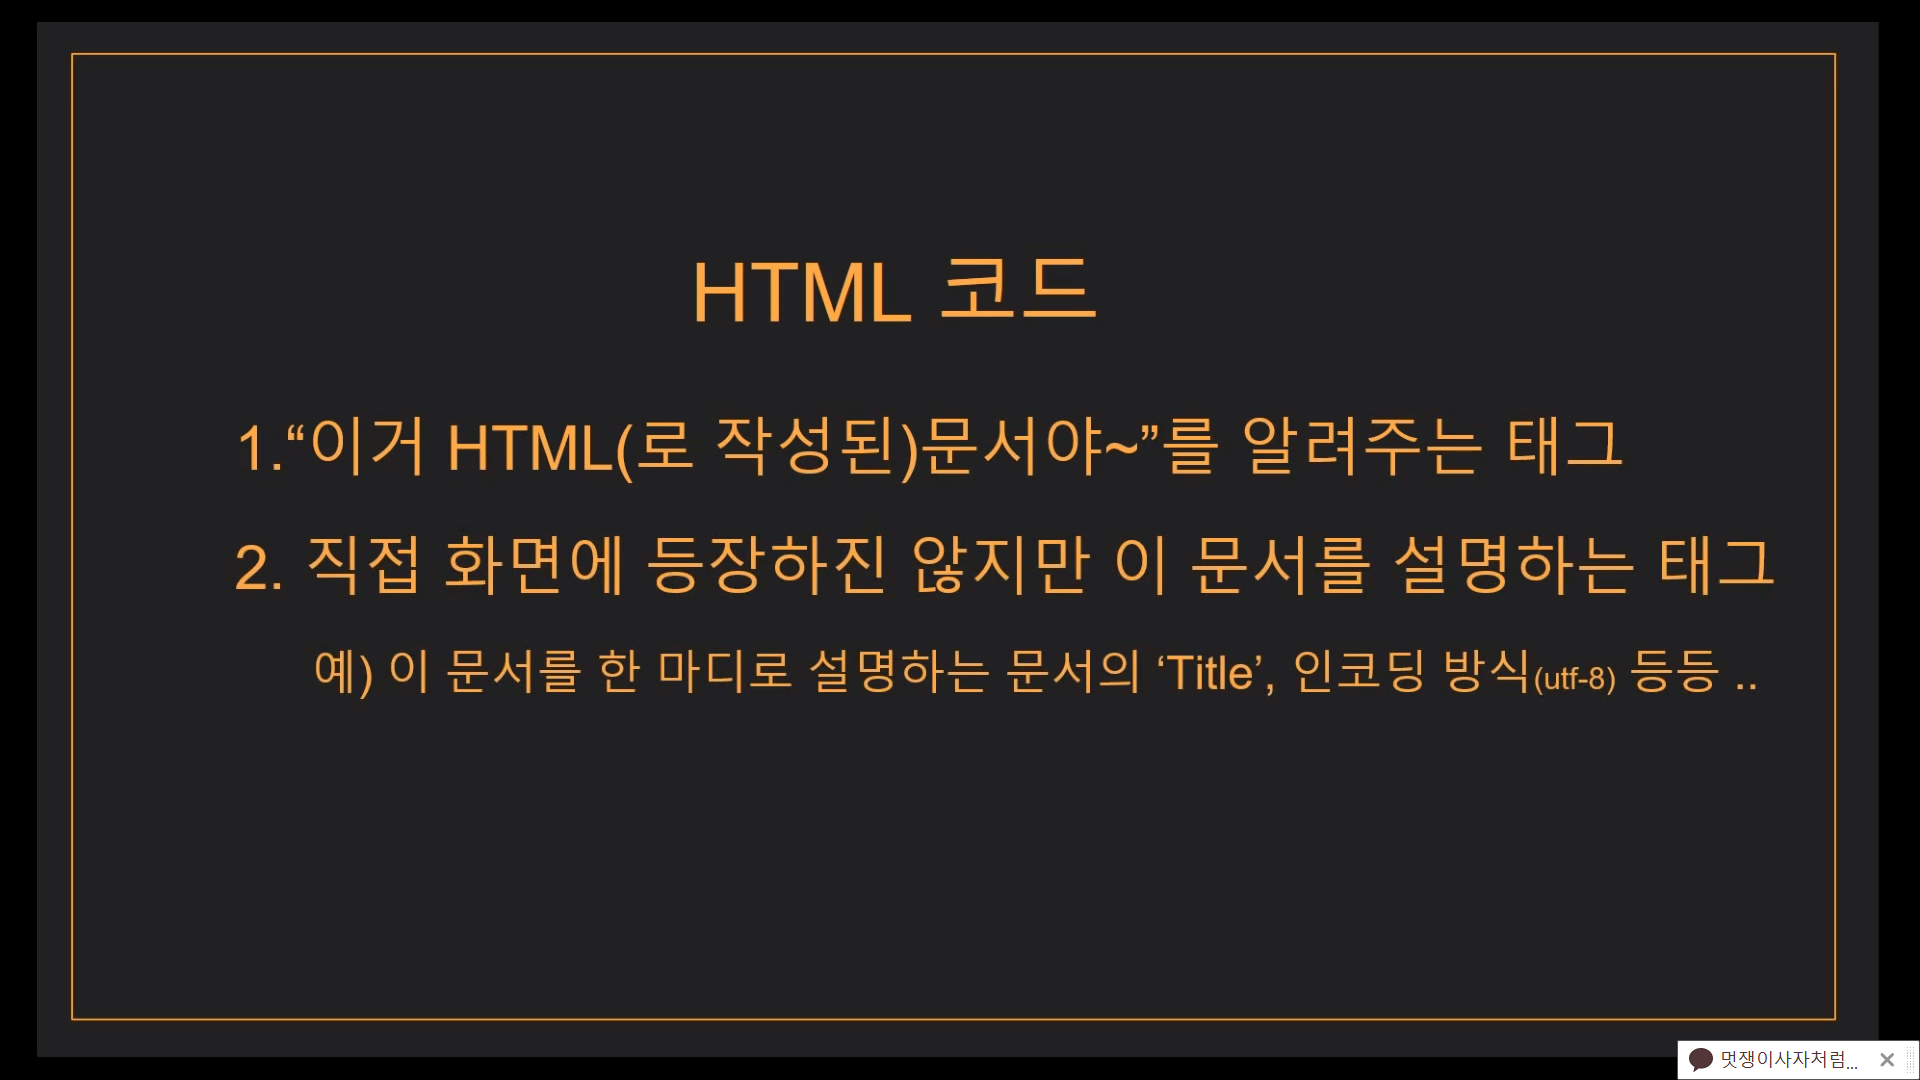 HTML 코드
1.“이거 HTML(로 작성된)문서야~”를 알려주는 태그
2. 직접 화면에 등장하진 않지만 이 문서를 설명하는 태그
예) 이 문서를 한 마디로 설명하는 문서의 ‘Title’, 인코딩 방식(utf-8) 등등 ..
멋쟁이사자처럼...